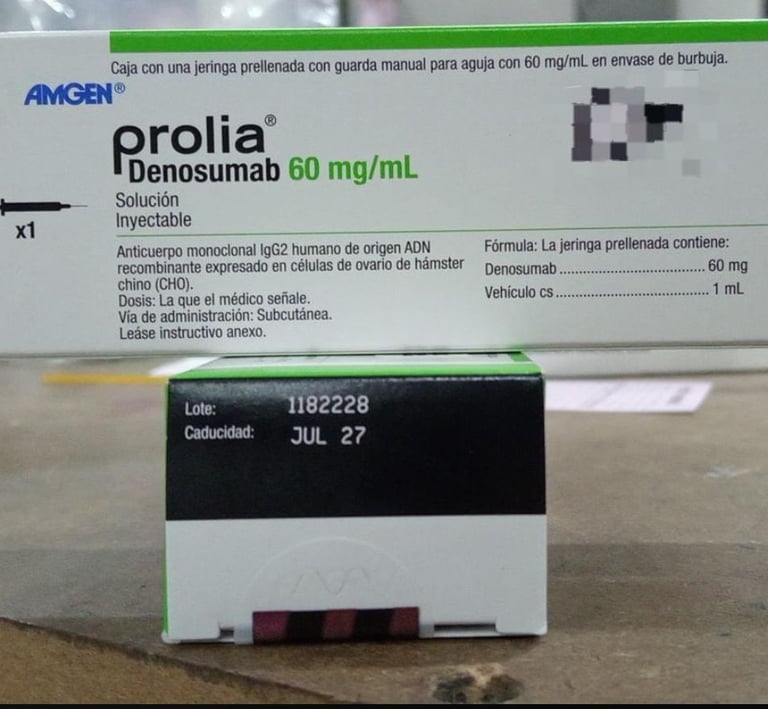 Caja con una jeringa prellenada con guarda manual para aguja con 60 mg/mL en envase de burbuja.
AMGEN®
prolia®
Denosumab 60 mg/mL
Solución
Inyectable
x1
Anticuerpo monoclonal IgG2 humano de origen ADN
recombinante expresado en células de ovario de hámster
chino (CHO).
Dosis: La que el médico señale.
Vía de administración: Subcutánea.
Leáse instructivo anexo.
Fórmula: La jeringa prellenada contiene:
Denosumab........................................ 60 mg
Vehículo cs.......................................... 1 mL
Lote: 1182228
Caducidad: JUL 27